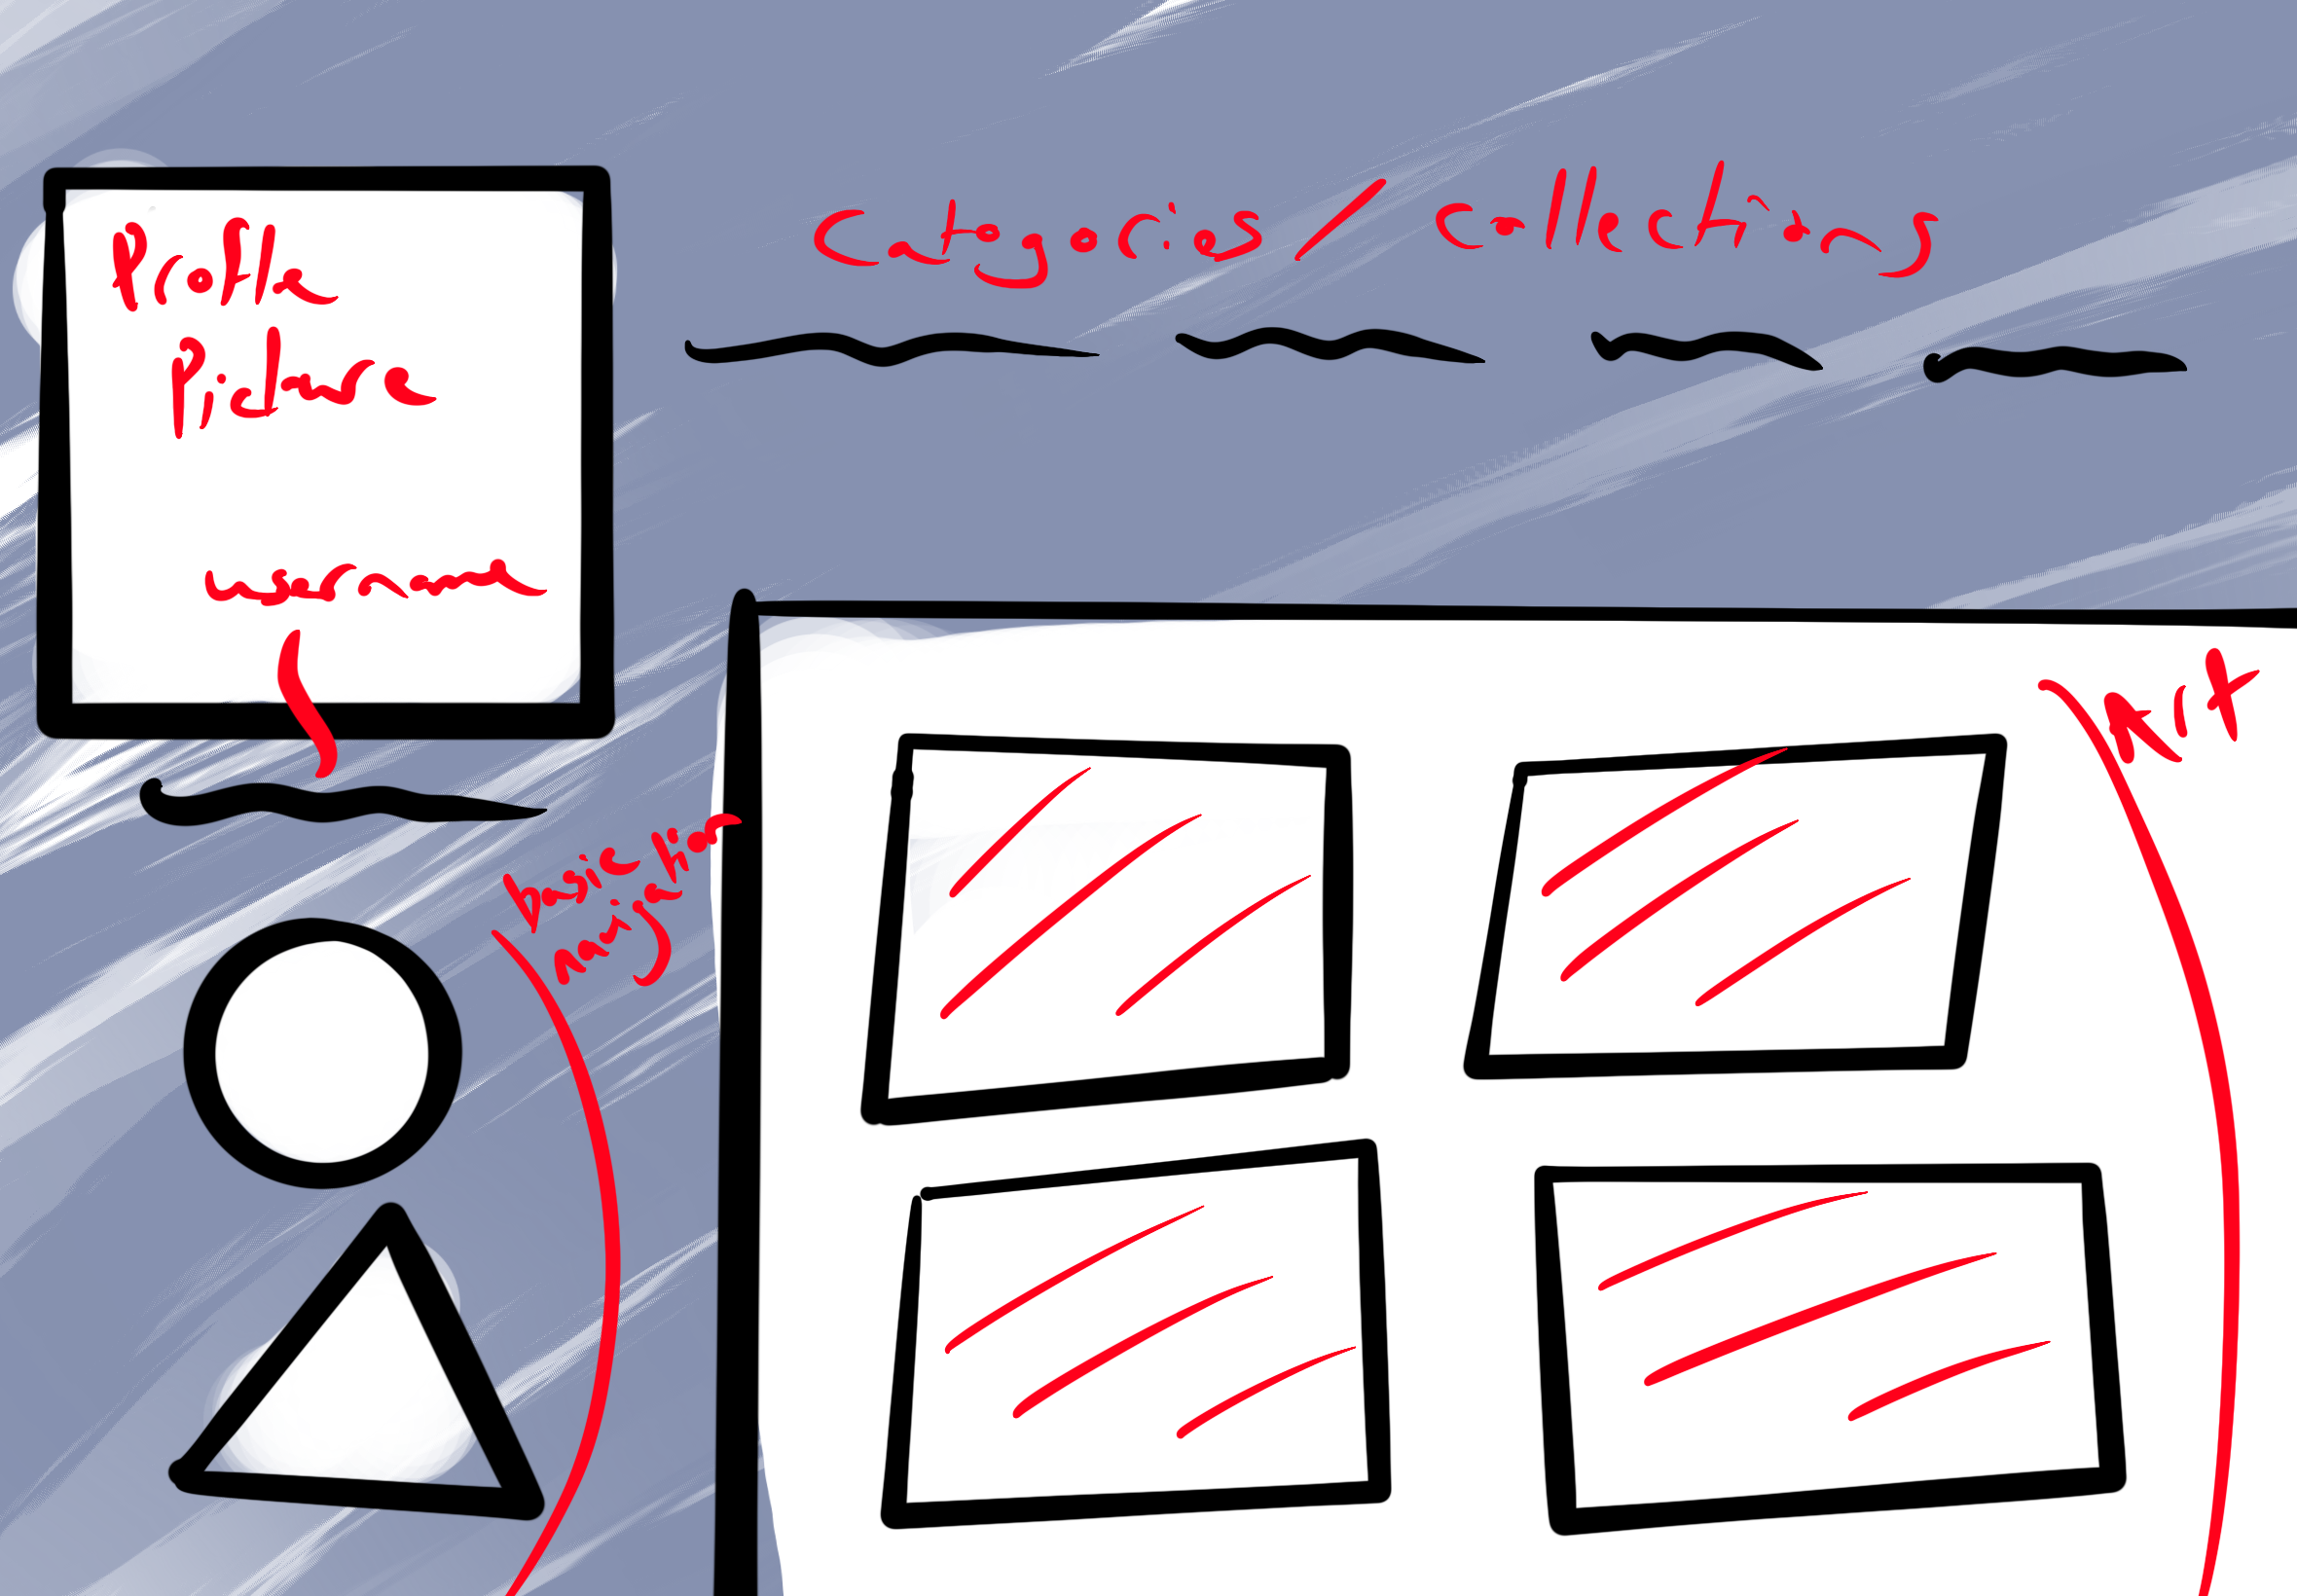 Profile
Picture
username
Categories/ Collections
basic
navigation
Art